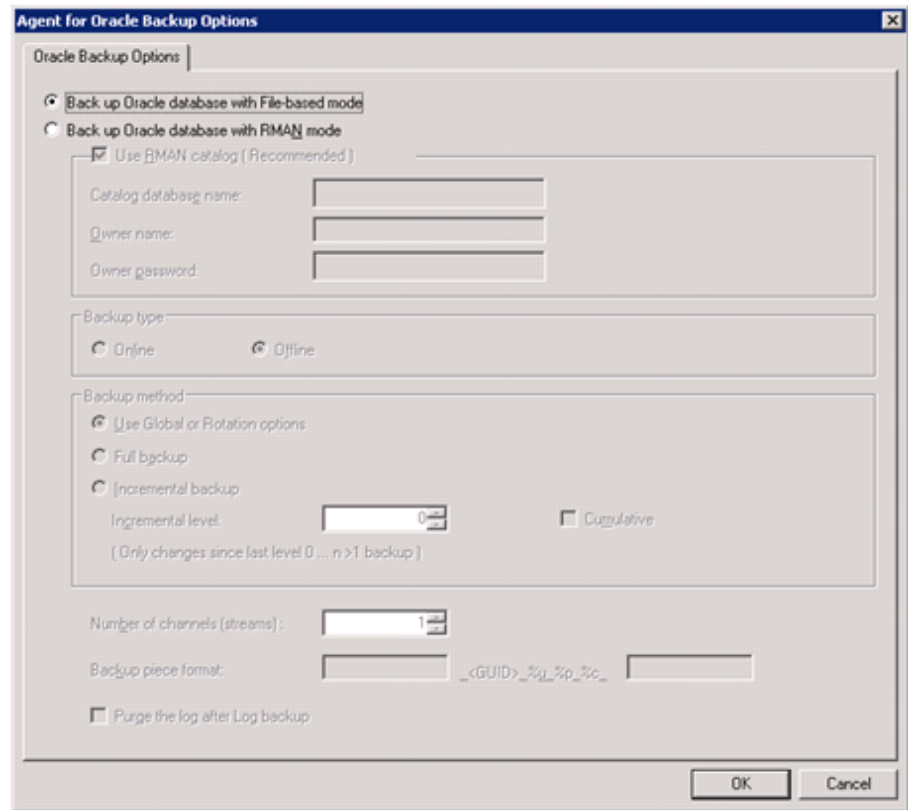 Agent for Oracle Backup Options
Oracle Backup Options
Back up Oracle database with File-based mode
Back up Oracle database with RMAN mode
Use RMAN catalog ( Recommended )
Catalog database name:
Owner name:
Owner password:
Backup type
Online Offline
Backup method
Use Global or Rotation options
Full backup
Incremental backup
Incremental level: 0 Cumulative
( Only changes since last level 0 ... n >1 backup )
Number of channels (streams) : 1
Backup piece format: _<GUID>_%u_%p_%c_
Purge the log after Log backup
OK Cancel